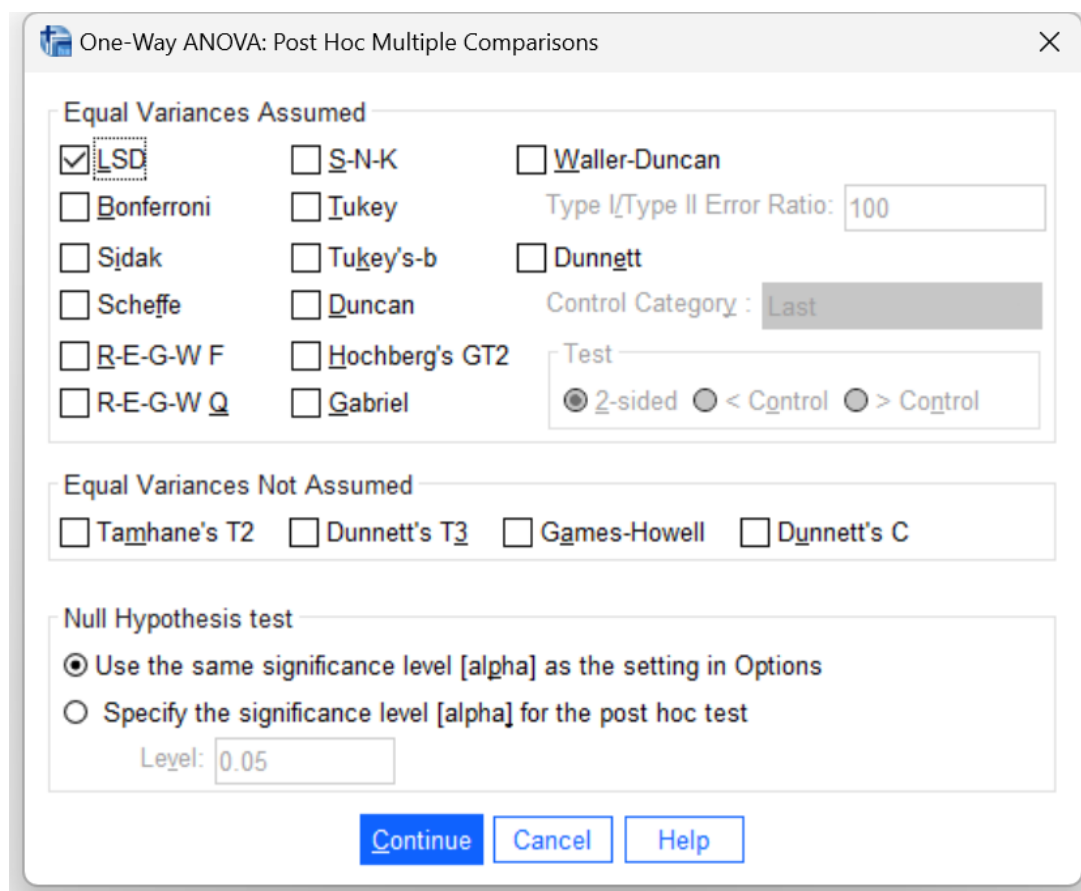 One-Way ANOVA: Post Hoc Multiple Comparisons
Equal Variances Assumed
LSD S-N-K Waller-Duncan
Bonferroni Tukey Type I/Type II Error Ratio: 100
Sidak Tukey's-b Dunnett
Scheffe Duncan Control Category : Last
R-E-G-W F Hochberg's GT2 Test
R-E-G-W Q Gabriel 2-sided < Control > Control
Equal Variances Not Assumed
Tamhane's T2 Dunnett's T3 Games-Howell Dunnett's C
Null Hypothesis test
Use the same significance level [alpha] as the setting in Options
Specify the significance level [alpha] for the post hoc test
Level: 0.05
Continue Cancel Help